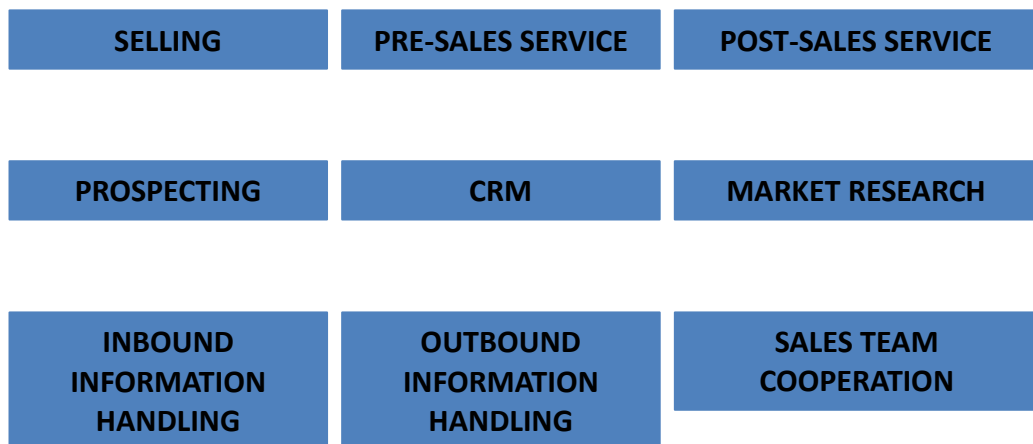 SELLING
PRE-SALES SERVICE
POST-SALES SERVICE
PROSPECTING
CRM
MARKET RESEARCH
INBOUND
INFORMATION
HANDLING
OUTBOUND
INFORMATION
HANDLING
SALES TEAM
COOPERATION